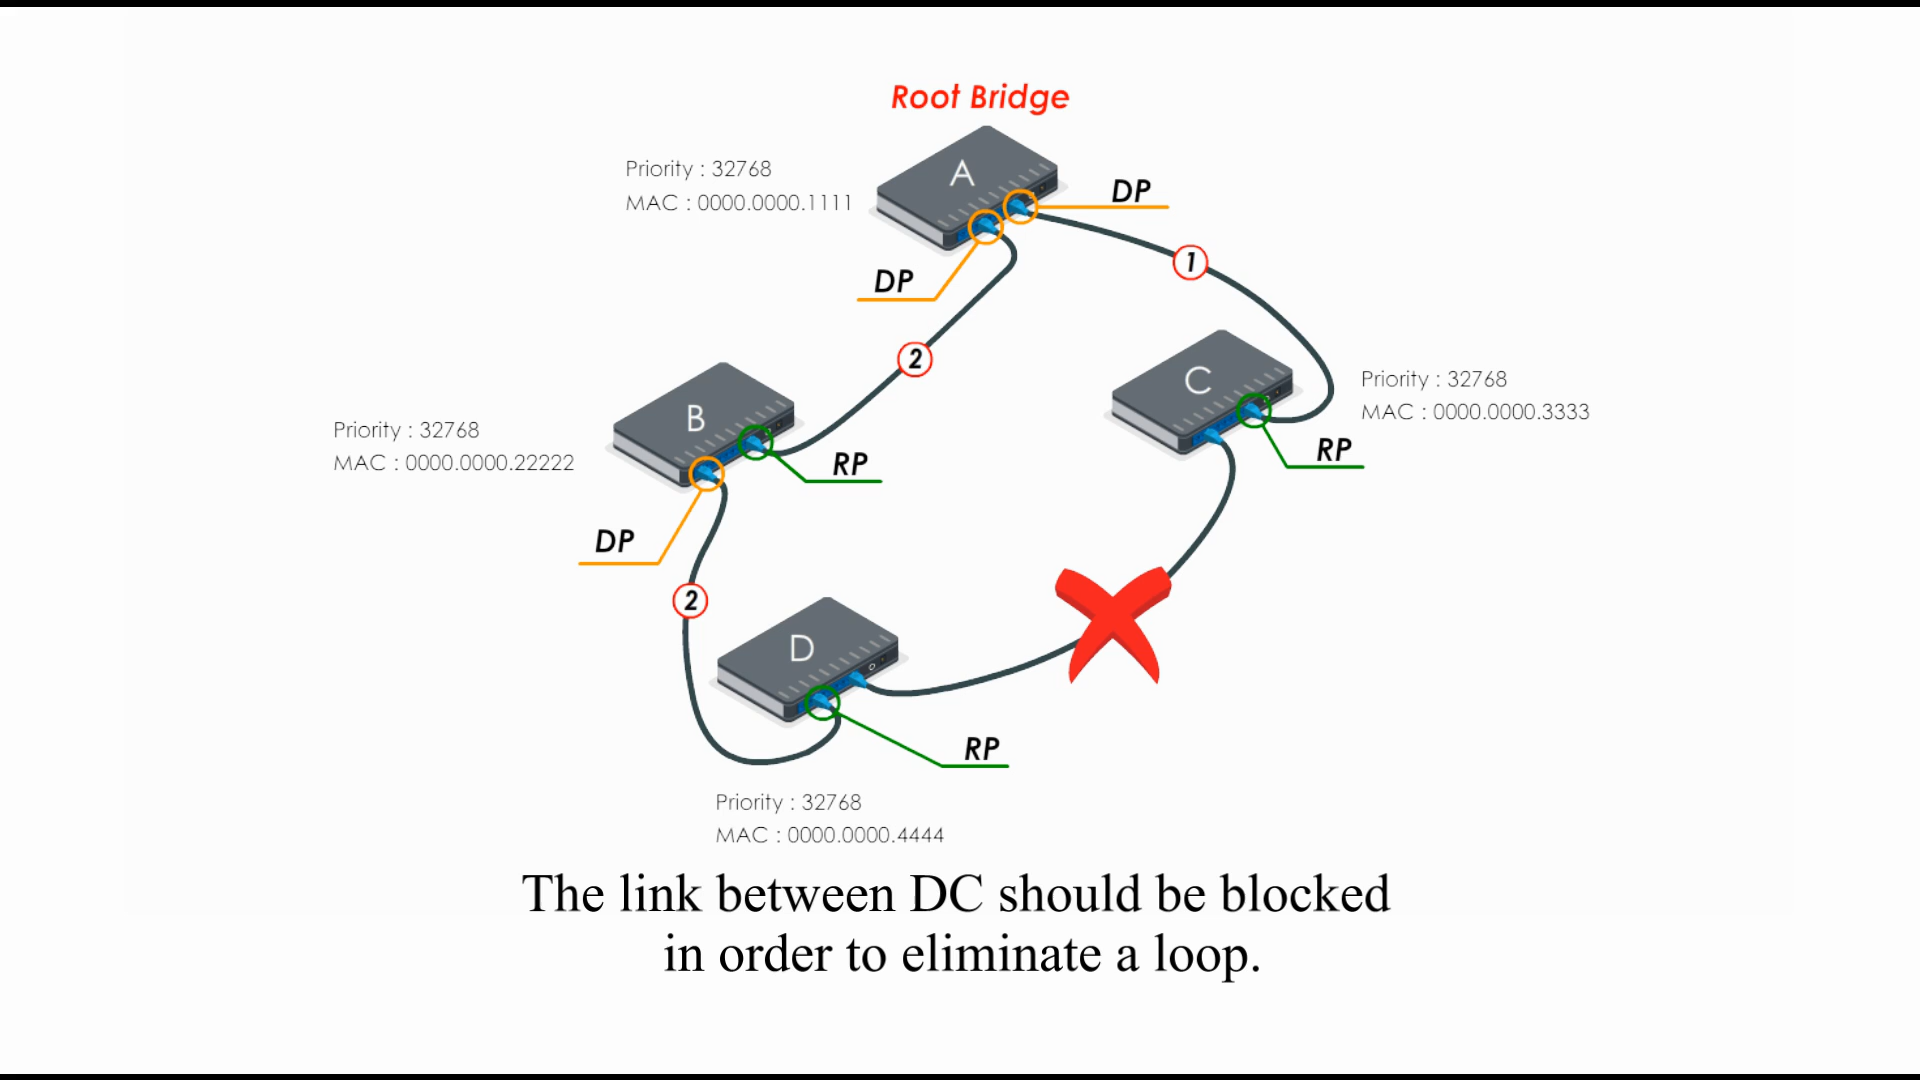 Root Bridge
A
Priority : 32768
MAC : 0000.0000.1111
DP
DP
1
2
C
Priority : 32768
MAC : 0000.0000.3333
RP
B
Priority : 32768
MAC : 0000.0000.22222
RP
DP
2
D
RP
Priority : 32768
MAC : 0000.0000.4444
The link between DC should be blocked
in order to eliminate a loop.